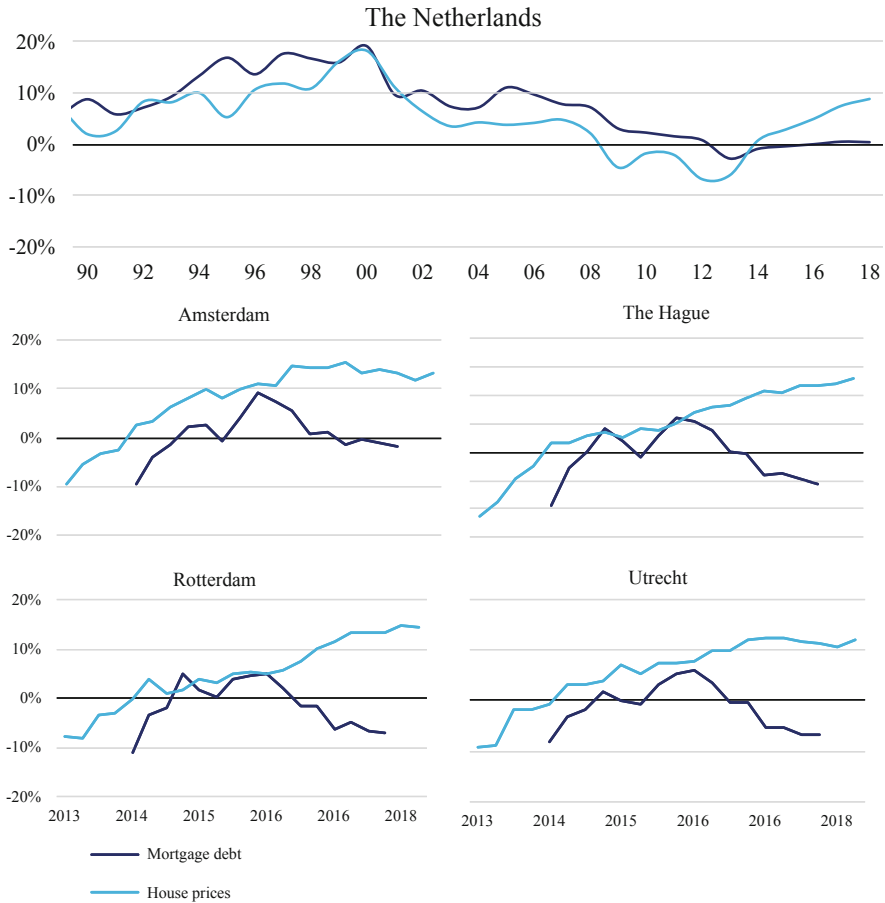 The Netherlands
20%
10%
0%
-10%
-20%
90 92 94 96 98 00 02 04 06 08 10 12 14 16 18
Amsterdam
20%
10%
0%
-10%
-20%
The Hague
Rotterdam
20%
10%
0%
-10%
-20%
2013 2014 2015 2016 2016 2018
Utrecht
2013 2014 2015 2016 2016 2018
Mortgage debt
House prices